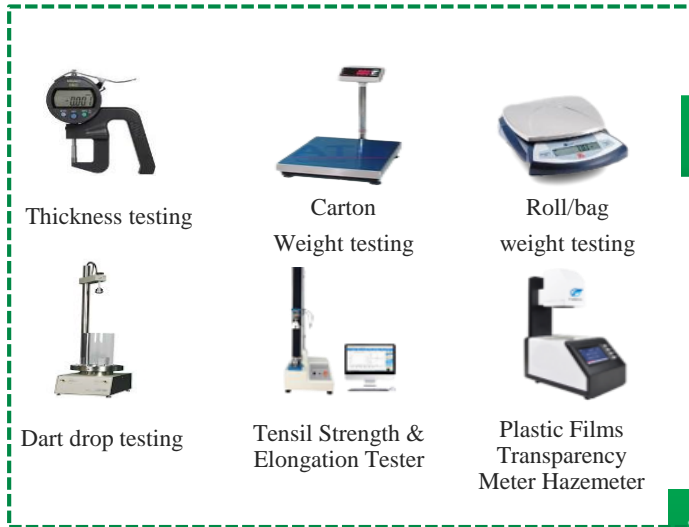 Thickness testing
Carton
Weight testing
Roll/bag
weight testing
Dart drop testing
Tensil Strength &
Elongation Tester
Plastic Films
Transparency
Meter Hazemeter